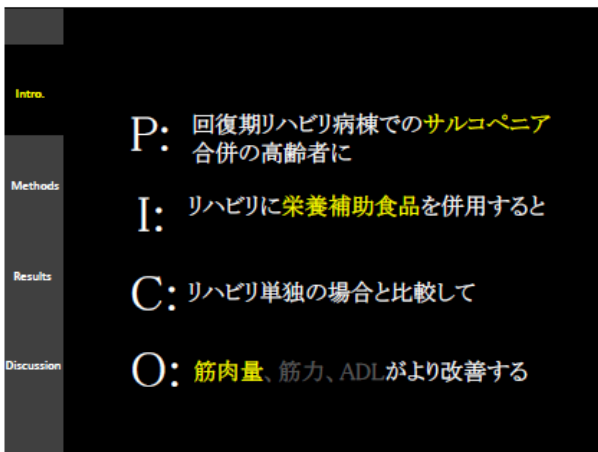 Intro.
Methods
Results
Discussion
P: 回復期リハビリ病棟でのサルコペニア
合併の高齢者に
I: リハビリに栄養補助食品を併用すると
C: リハビリ単独の場合と比較して
O: 筋肉量、筋力、ADLがより改善する